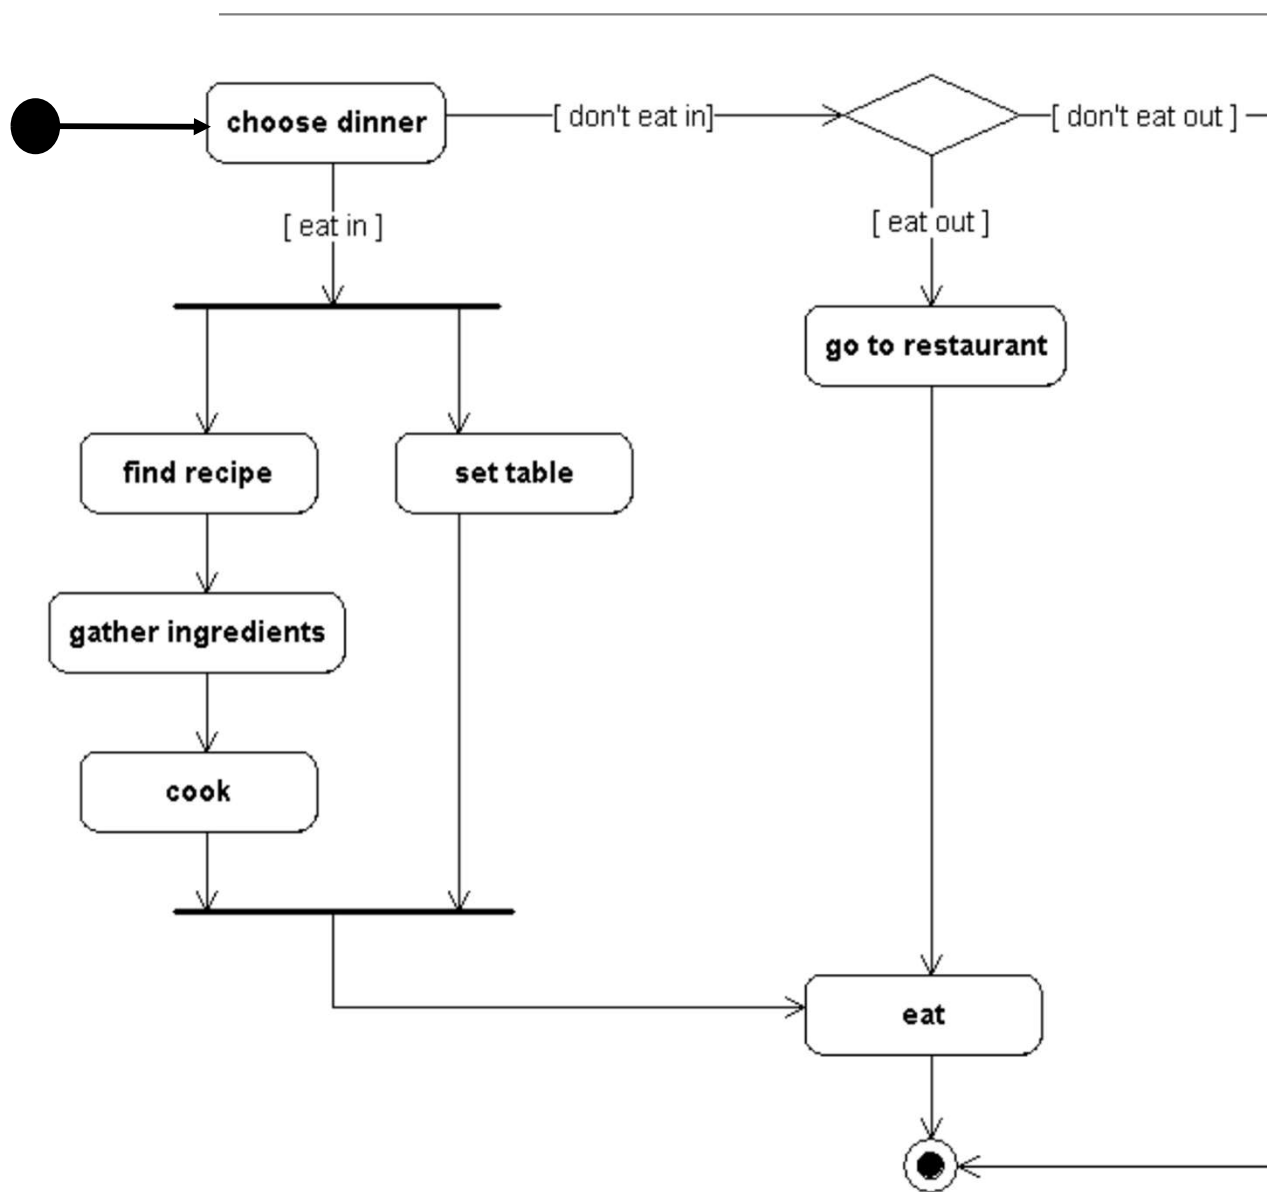 choose dinner
[ don't eat in]
[ don't eat out ]
[ eat in ]
[ eat out ]
go to restaurant
find recipe
set table
gather ingredients
cook
eat